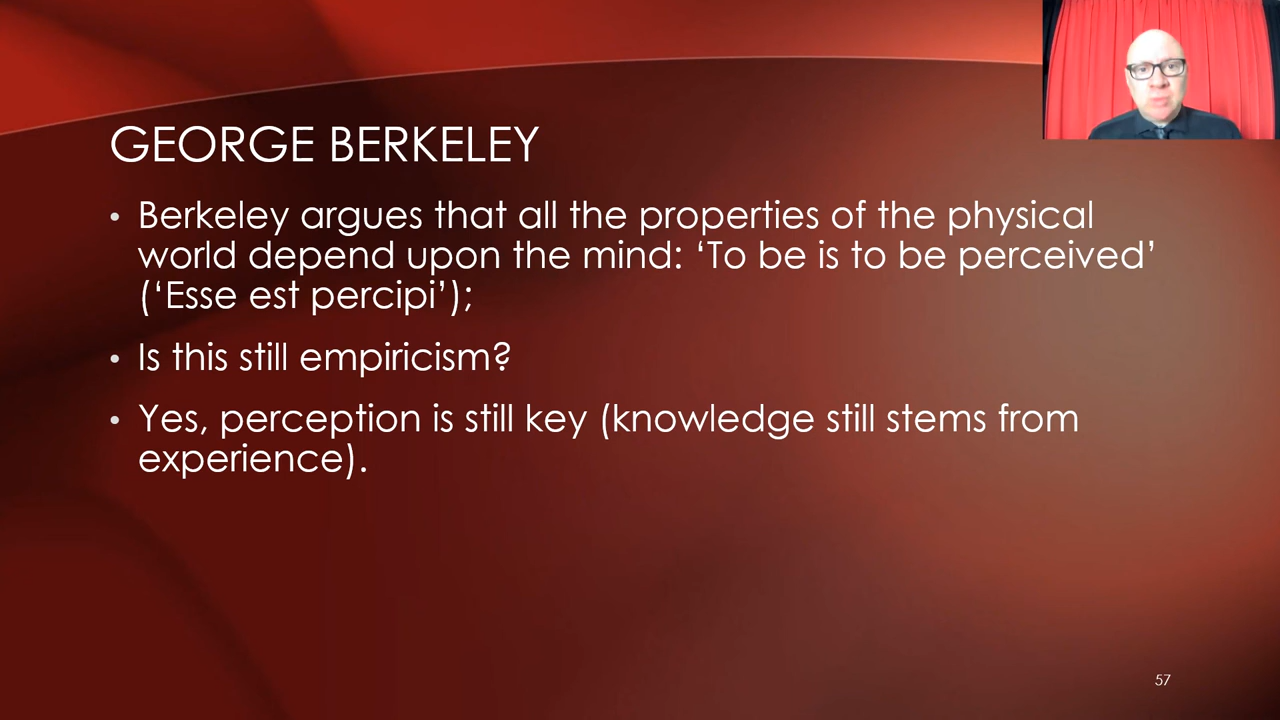 GEORGE BERKELEY
• Berkeley argues that all the properties of the physical
world depend upon the mind: ‘To be is to be perceived’
(‘Esse est percipi’);
• Is this still empiricism?
• Yes, perception is still key (knowledge still stems from
experience).
57